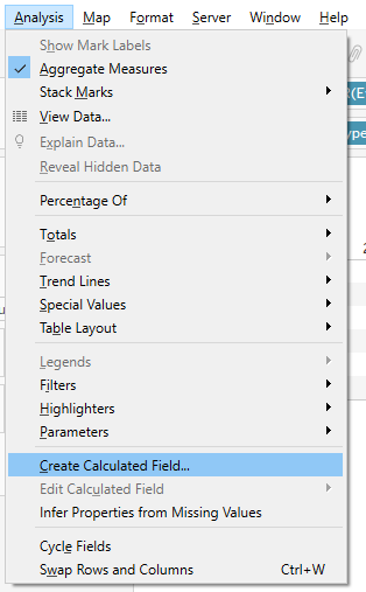 Analysis Map Format Server Window Help
Show Mark Labels
Aggregate Measures
Stack Marks
View Data...
Explain Data...
Reveal Hidden Data
Percentage Of
Totals
Forecast
Trend Lines
Special Values
Table Layout
Legends
Filters
Highlighters
Parameters
Create Calculated Field...
Edit Calculated Field
Infer Properties from Missing Values
Cycle Fields
Swap Rows and Columns Ctrl+W